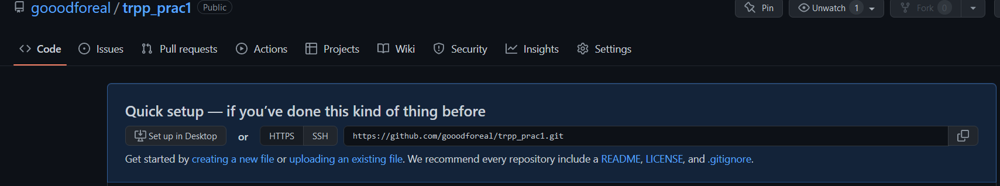 gooodforeal / trpp_prac1 Public Pin Unwatch 1 Fork 0
Code Issues Pull requests Actions Projects Wiki Security Insights Settings
Quick setup — if you’ve done this kind of thing before
Set up in Desktop or HTTPS SSH https://github.com/gooodforeal/trpp_prac1.git
Get started by creating a new file or uploading an existing file. We recommend every repository include a README, LICENSE, and .gitignore.